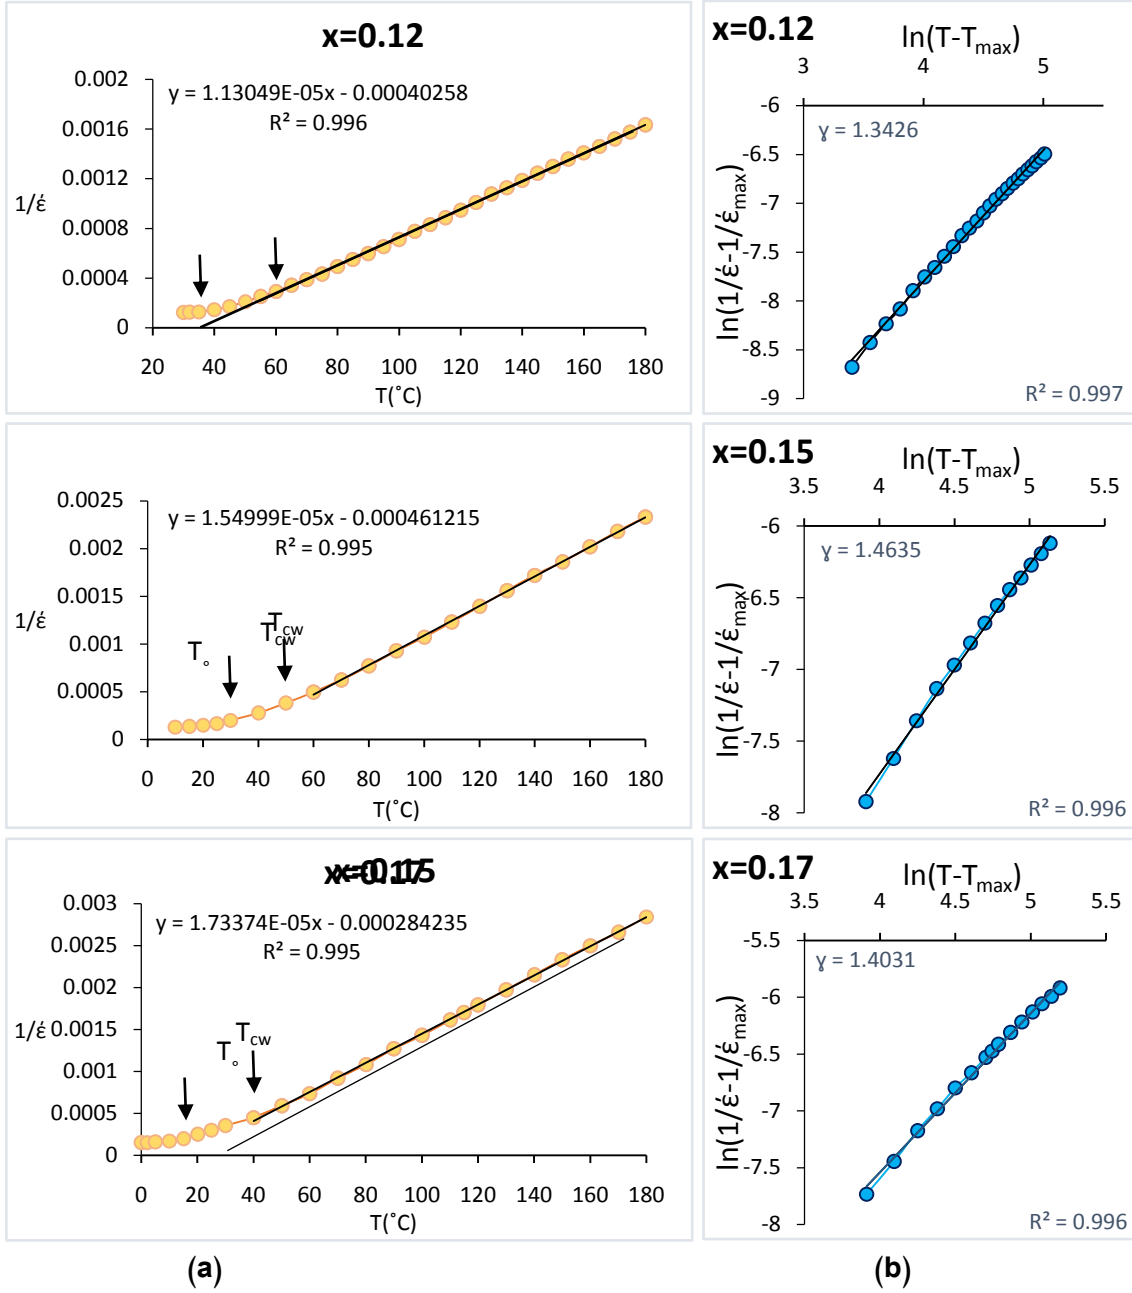 x=0.12
0.002
0.0016
0.0012
0.0008
0.0004
0
1/έ
y = 1.13049E-05x - 0.00040258
R² = 0.996
20 40 60 80 100 120 140 160 180
T(˚C)
x=0.12
ln(T-Tmax)
3 4 5
-6
-6.5
-7
-7.5
-8
-8.5
-9
ln(1/έ-1/έmax)
ɣ = 1.3426
R² = 0.997
0.0025
0.002
0.0015
0.001
0.0005
0
1/έ
y = 1.54999E-05x - 0.000461215
R² = 0.995
T°
Tcw
Tcw
0 20 40 60 80 100 120 140 160 180
T(˚C)
x=0.15
ln(T-Tmax)
3.5 4 4.5 5 5.5
-6
-6.5
-7
-7.5
-8
ln(1/έ-1/έmax)
ɣ = 1.4635
R² = 0.996
x=0.15
x=0.17
0.003
0.0025
0.002
0.0015
0.001
0.0005
0
1/έ
y = 1.73374E-05x - 0.000284235
R² = 0.995
Tcw
T°
0 20 40 60 80 100 120 140 160 180
T(˚C)
x=0.17
ln(T-Tmax)
3.5 4 4.5 5 5.5
-5.5
-6
-6.5
-7
-7.5
-8
ln(1/έ-1/έmax)
ɣ = 1.4031
R² = 0.996
(a)
(b)